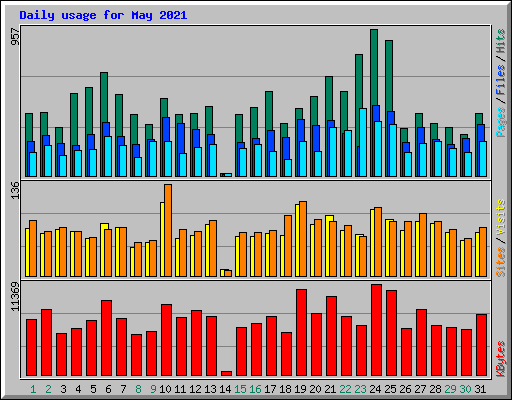 Daily usage for May 2021
957
Pages / Files / Hits
136
Sites / Visits
11369
KBytes
1 2 3 4 5 6 7 8 9 10 11 12 13 14 15 16 17 18 19 20 21 22 23 24 25 26 27 28 29 30 31